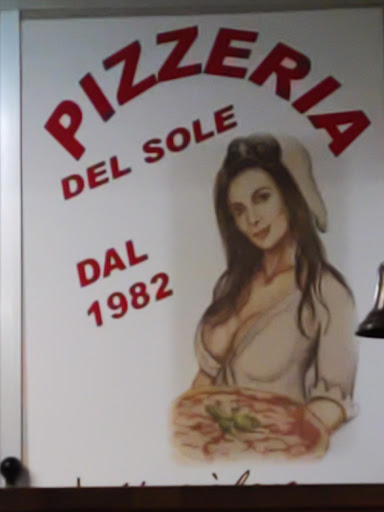 PIZZERIA
DEL SOLE
DAL
1982